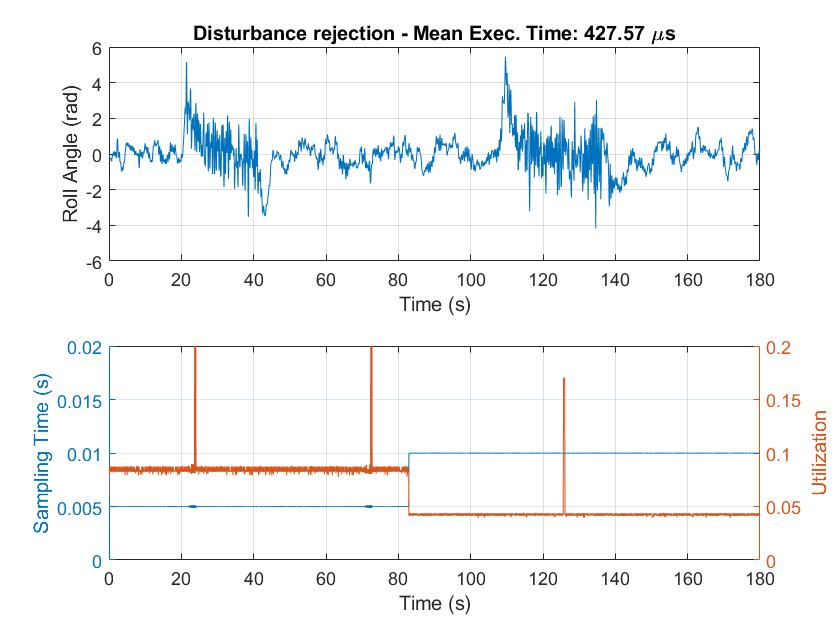 Disturbance rejection - Mean Exec. Time: 427.57 μs
6
4
2
0
-2
-4
-6
Roll Angle (rad)
0 20 40 60 80 100 120 140 160 180
Time (s)
0.02
0.015
0.01
0.005
0
Sampling Time (s)
0.2
0.15
0.1
0.05
0
Utilization
0 20 40 60 80 100 120 140 160 180
Time (s)